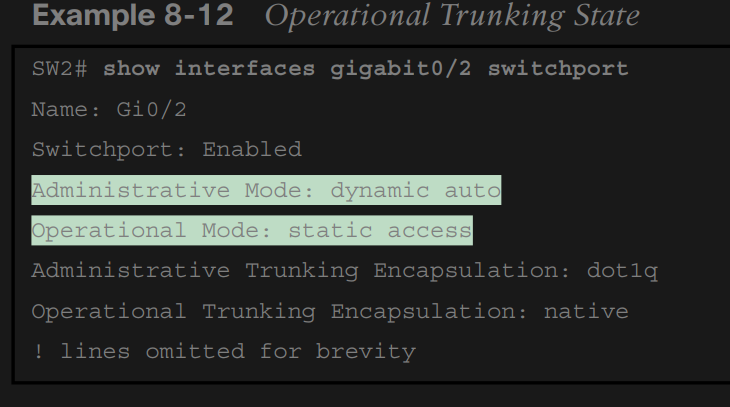 Example 8-12 Operational Trunking State
SW2# show interfaces gigabit0/2 switchport
Name: Gi0/2
Switchport: Enabled
Administrative Mode: dynamic auto
Operational Mode: static access
Administrative Trunking Encapsulation: dot1q
Operational Trunking Encapsulation: native
! lines omitted for brevity